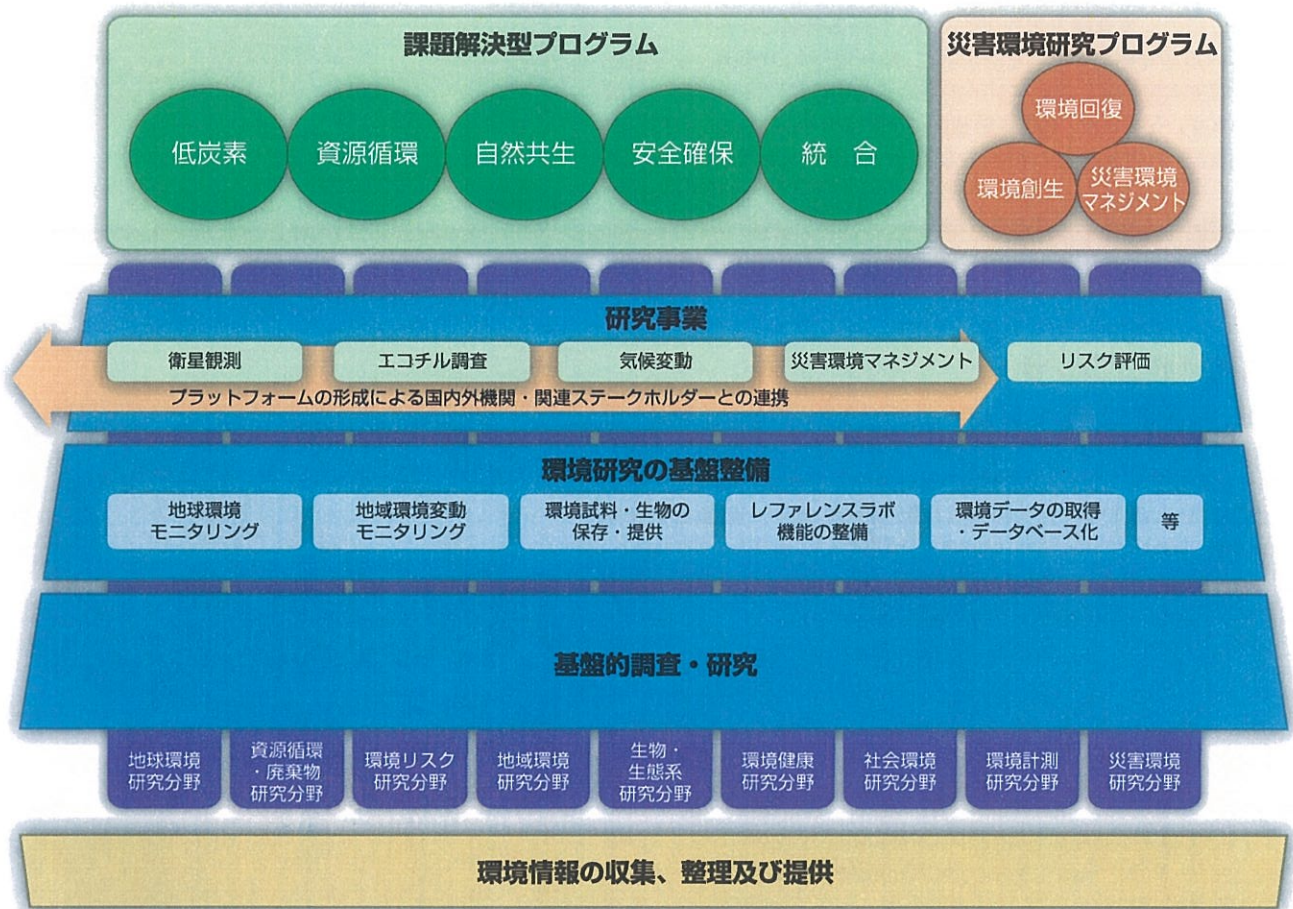 課題解決型プログラム
低炭素
資源循環
自然共生
安全確保
統　合
災害環境研究プログラム
環境回復
環境創生
災害環境
マネジメント
研究事業
衛星観測
エコチル調査
気候変動
災害環境マネジメント
リスク評価
プラットフォームの形成による国内外機関・関連ステークホルダーとの連携
環境研究の基盤整備
地球環境
モニタリング
地域環境変動
モニタリング
環境試料・生物の
保存・提供
レファレンスラボ
機能の整備
環境データの取得
・データベース化
等
基盤的調査・研究
地球環境
研究分野
資源循環
・廃棄物
研究分野
環境リスク
研究分野
地域環境
研究分野
生物・
生態系
研究分野
環境健康
研究分野
社会環境
研究分野
環境計測
研究分野
災害環境
研究分野
環境情報の収集、整理及び提供